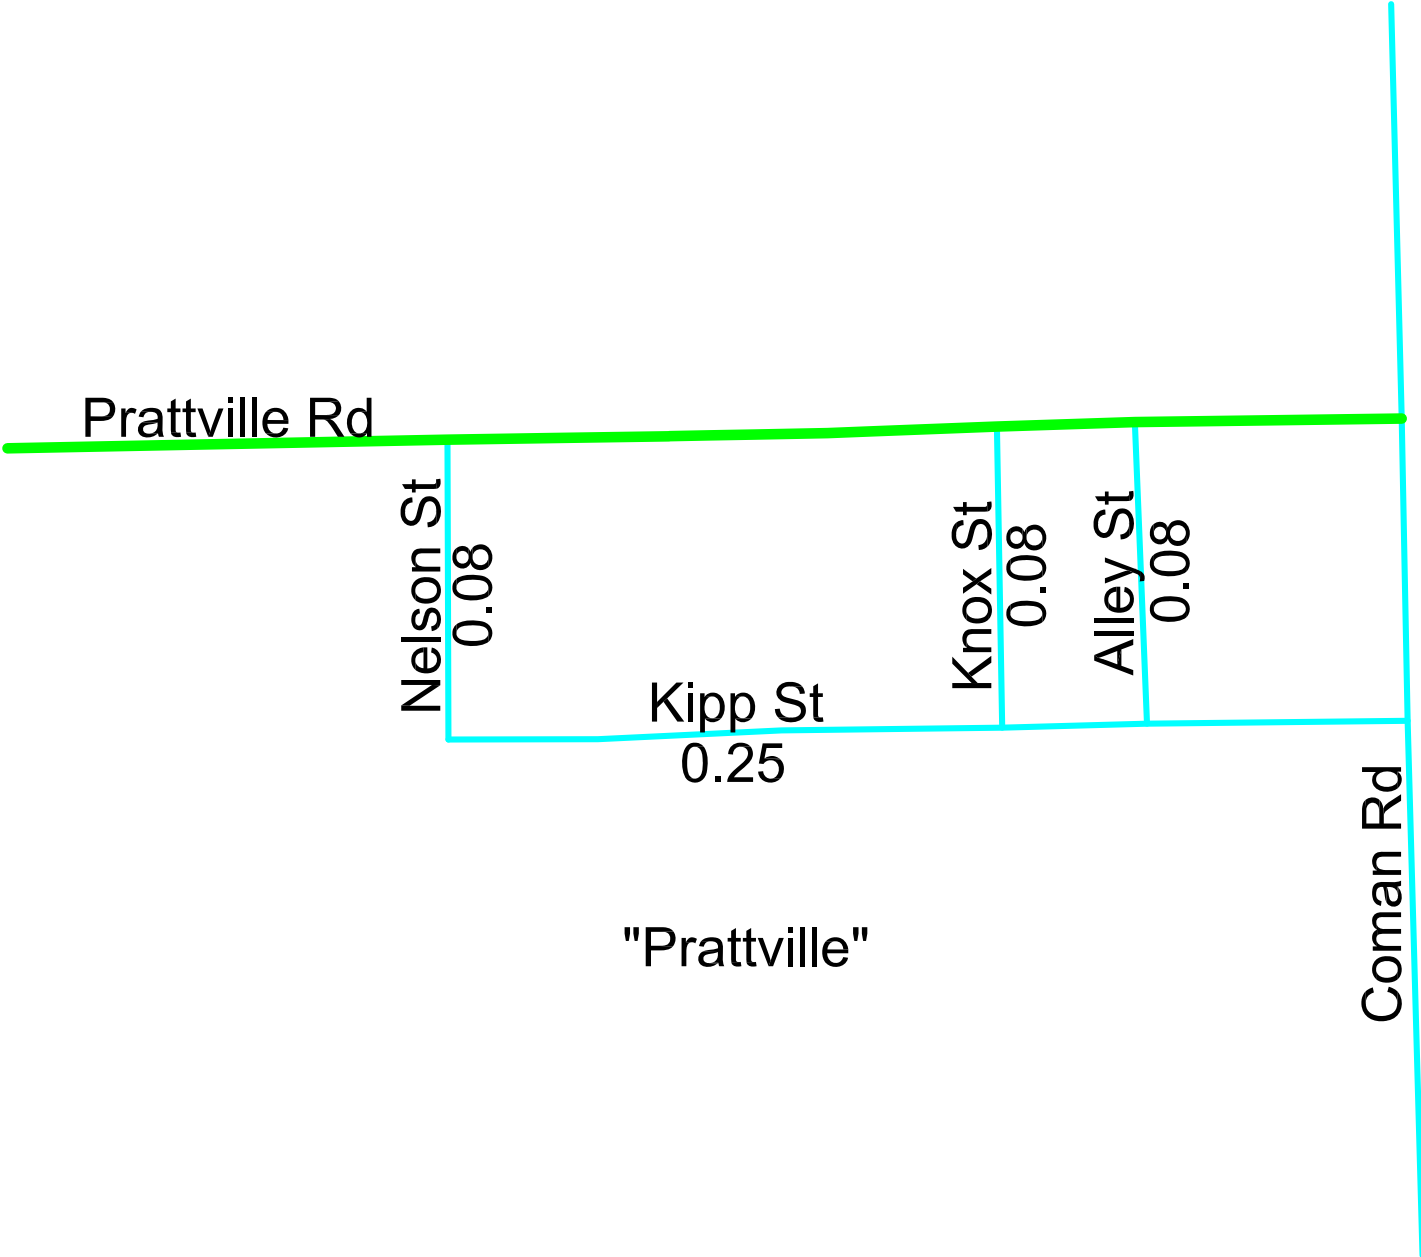 Prattville Rd
Nelson St
0.08
Knox St
0.08
Alley St
0.08
Kipp St
0.25
Coman Rd
"Prattville"